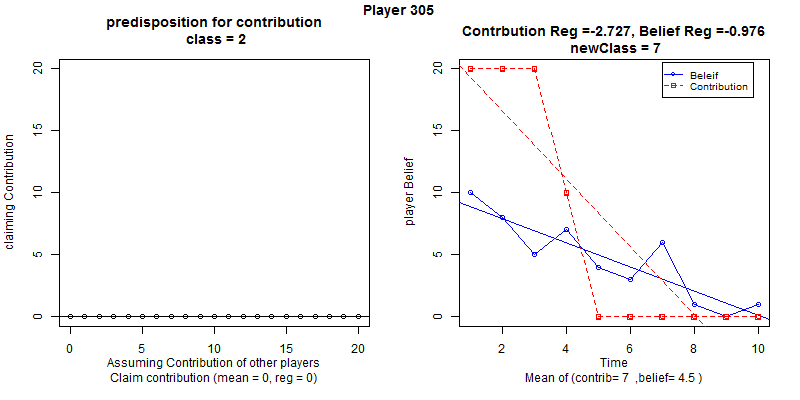 Player 305
predisposition for contribution
class = 2
claiming Contribution
20
15
10
5
0
0 5 10 15 20
Assuming Contribution of other players
Claim contribution (mean = 0, reg = 0)
Contrbution Reg =-2.727, Belief Reg =-0.976
newClass = 7
player Belief
20
15
10
5
0
Beleif
Contribution
2 4 6 8 10
Time
Mean of (contrib= 7 ,belief= 4.5 )